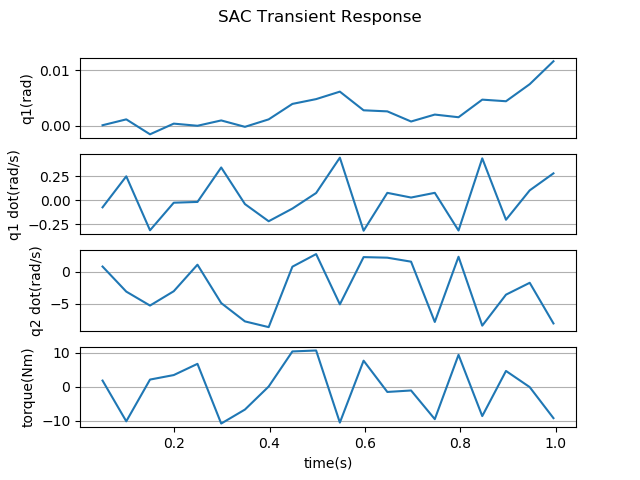 SAC Transient Response
q1(rad)
0.01
0.00
q1 dot(rad/s)
0.25
0.00
−0.25
q2 dot(rad/s)
0
−5
torque(Nm)
10
0
−10
0.2 0.4 0.6 0.8 1.0
time(s)